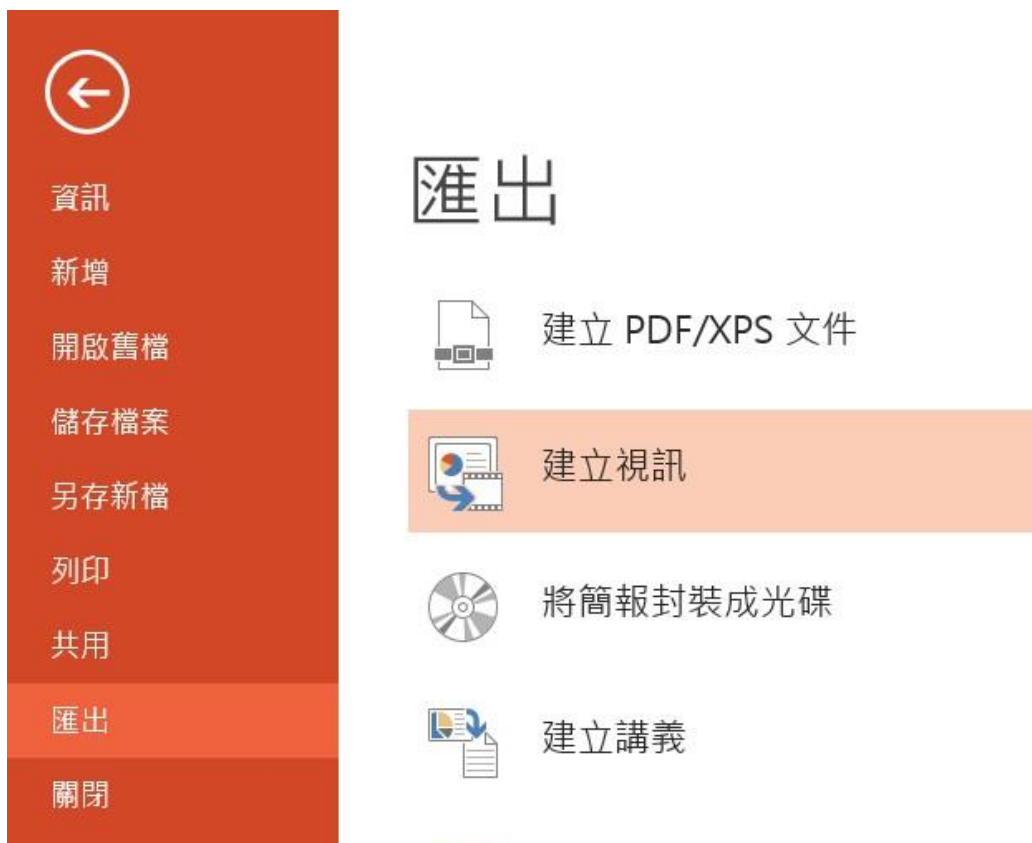 資訊
新增
開啟舊檔
儲存檔案
另存新檔
列印
共用
匯出
關閉
匯出
建立 PDF/XPS 文件
建立視訊
將簡報封裝成光碟
建立講義